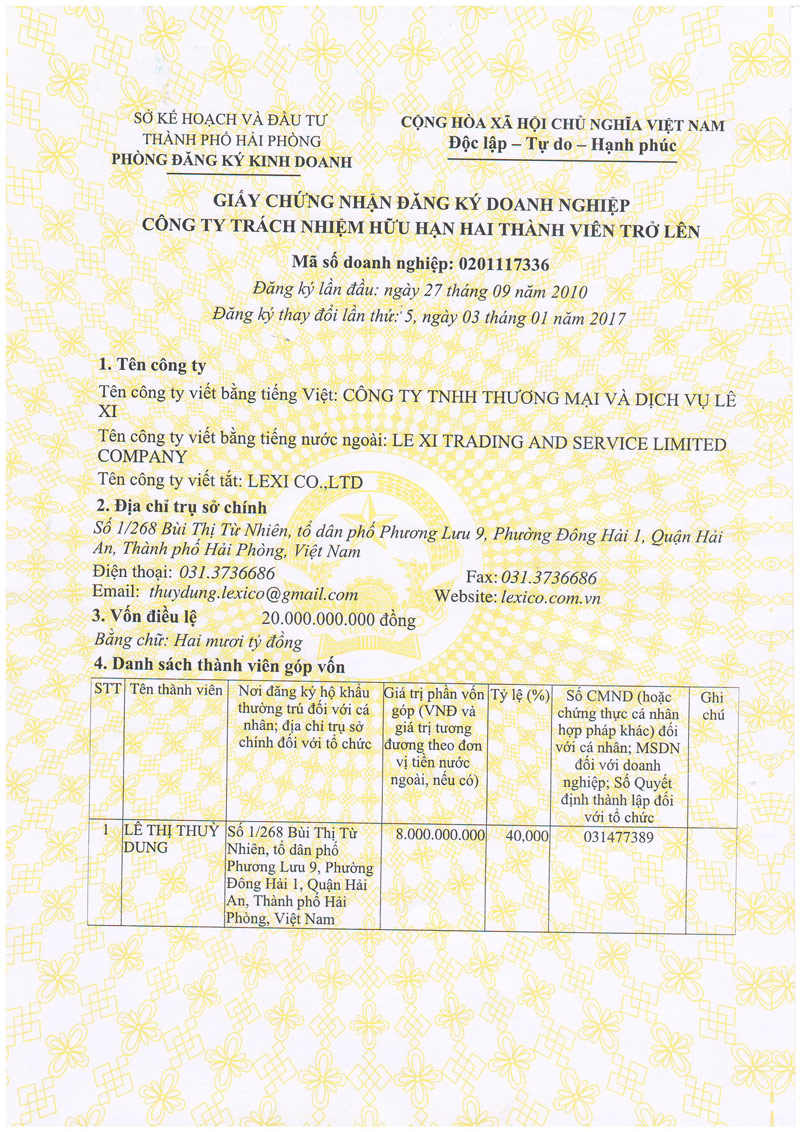 SỞ KẾ HOẠCH VÀ ĐẦU TƯ
THÀNH PHỐ HẢI PHÒNG
PHÒNG ĐĂNG KÝ KINH DOANH
CỘNG HÒA XÃ HỘI CHỦ NGHĨA VIỆT NAM
Độc lập – Tự do – Hạnh phúc
GIẤY CHỨNG NHẬN ĐĂNG KÝ DOANH NGHIỆP
CÔNG TY TRÁCH NHIỆM HỮU HẠN HAI THÀNH VIÊN TRỞ LÊN
Mã số doanh nghiệp: 0201117336
Đăng ký lần đầu: ngày 27 tháng 09 năm 2010
Đăng ký thay đổi lần thứ: 5, ngày 03 tháng 01 năm 2017
1. Tên công ty
Tên công ty viết bằng tiếng Việt: CÔNG TY TNHH THƯƠNG MẠI VÀ DỊCH VỤ LÊ
XI
Tên công ty viết bằng tiếng nước ngoài: LE XI TRADING AND SERVICE LIMITED
COMPANY
Tên công ty viết tắt: LEXI CO.,LTD
2. Địa chỉ trụ sở chính
Số 1/268 Bùi Thị Từ Nhiên, tổ dân phố Phương Lưu 9, Phường Đông Hải 1, Quận Hải
An, Thành phố Hải Phòng, Việt Nam
Điện thoại: 031.3736686 Fax: 031.3736686
Email: thuydung.lexico@gmail.com Website: lexico.com.vn
3. Vốn điều lệ 20.000.000.000 đồng
Bằng chữ: Hai mươi tỷ đồng
4. Danh sách thành viên góp vốn
STT
Tên thành viên
Nơi đăng ký hộ khẩu
thường trú đối với cá
nhân; địa chỉ trụ sở
chính đối với tổ chức
Giá trị phần vốn
góp (VNĐ và
giá trị tương
đương theo đơn
vị tiền nước
ngoài, nếu có)
Tỷ lệ (%)
Số CMND (hoặc
chứng thực cá nhân
hợp pháp khác) đối
với cá nhân; MSDN
đối với doanh
nghiệp; Số Quyết
định thành lập đối
với tổ chức
Ghi
chú
1
LÊ THỊ THUỲ
DUNG
Số 1/268 Bùi Thị Từ
Nhiên, tổ dân phố
Phương Lưu 9, Phường
Đông Hải 1, Quận Hải
An, Thành phố Hải
Phòng, Việt Nam
8.000.000.000
40,000
031477389